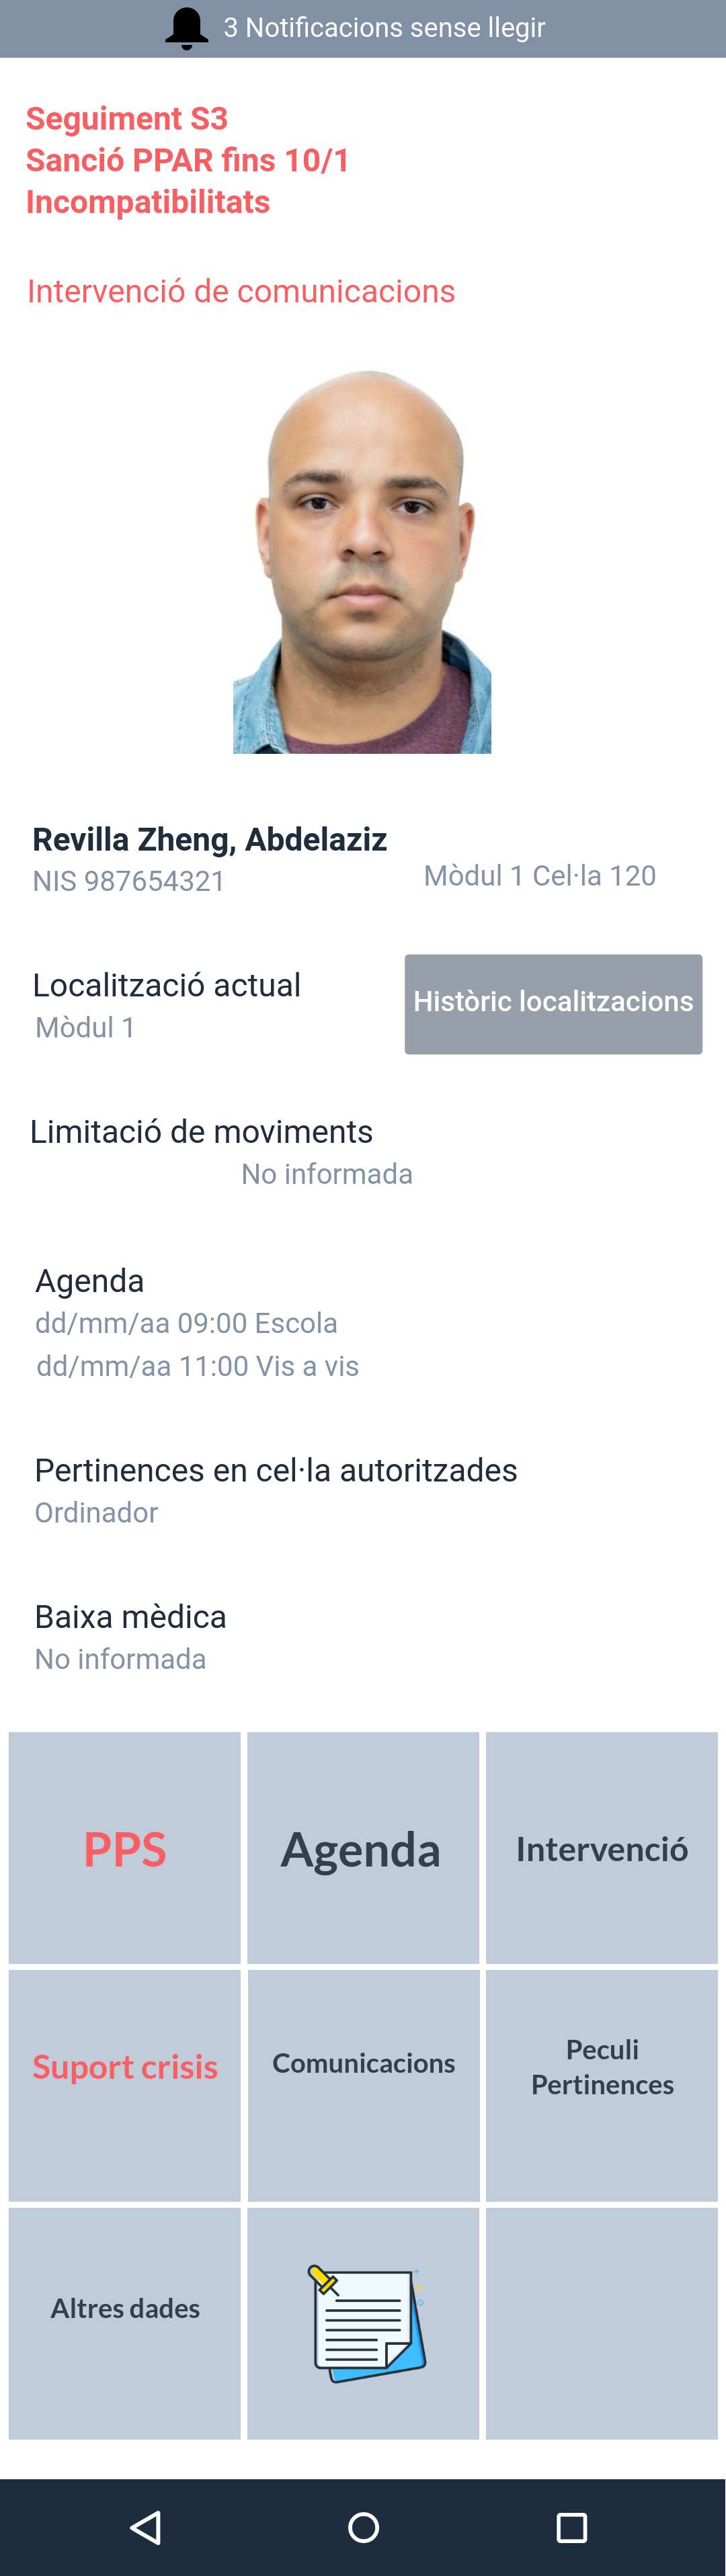 3 Notificacions sense llegir
Seguiment S3
Sanció PPAR fins 10/1
Incompatibilitats
Intervenció de comunicacions
Revilla Zheng, Abdelaziz
NIS 987654321
Mòdul 1 Cel·la 120
Localització actual
Mòdul 1
Històric localitzacions
Limitació de moviments
No informada
Agenda
dd/mm/aa 09:00 Escola
dd/mm/aa 11:00 Vis a vis
Pertinences en cel·la autoritzades
Ordinador
Baixa mèdica
No informada
PPS
Agenda
Intervenció
Suport crisis
Comunicacions
Peculi
Pertinences
Altres dades